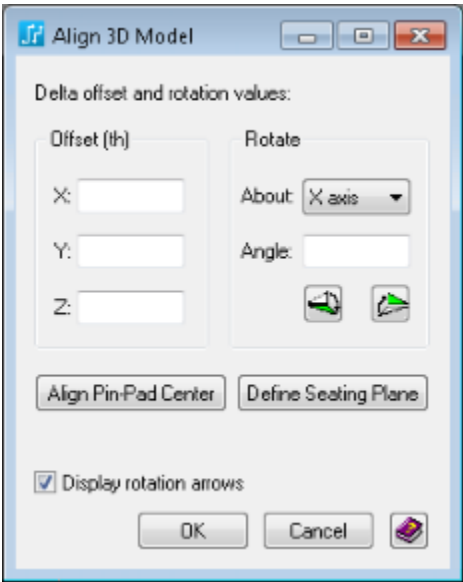 Align 3D Model
Delta offset and rotation values:
Offset (th)
Rotate
X:
About: X axis
Y:
Angle:
Z:
Align Pin-Pad Center
Define Seating Plane
Display rotation arrows
OK
Cancel